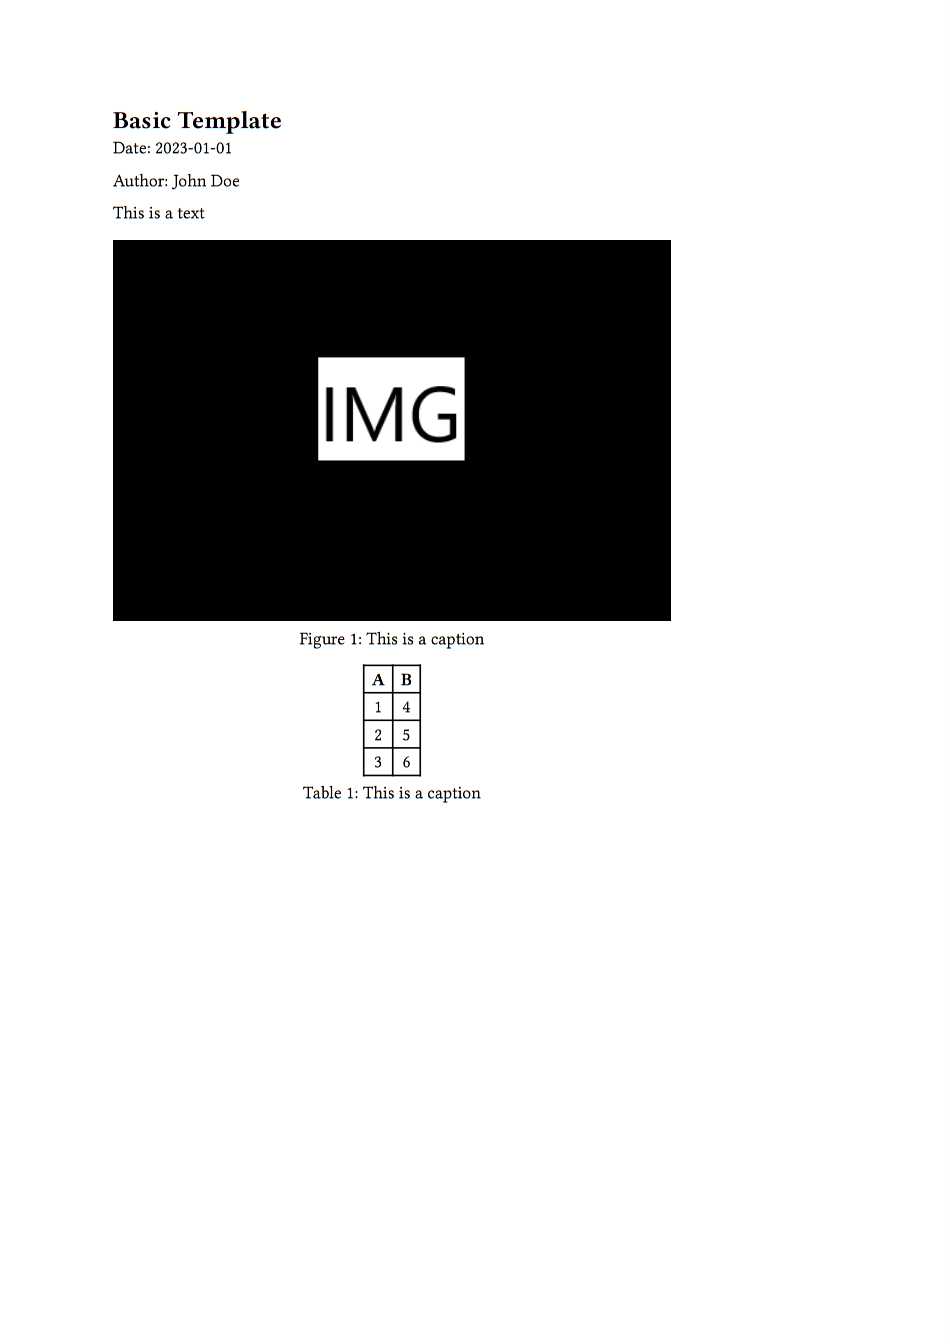 Basic Template
Date: 2023-01-01
Author: John Doe
This is a text
IMG
Figure 1: This is a caption
A B
1 4
2 5
3 6
Table 1: This is a caption